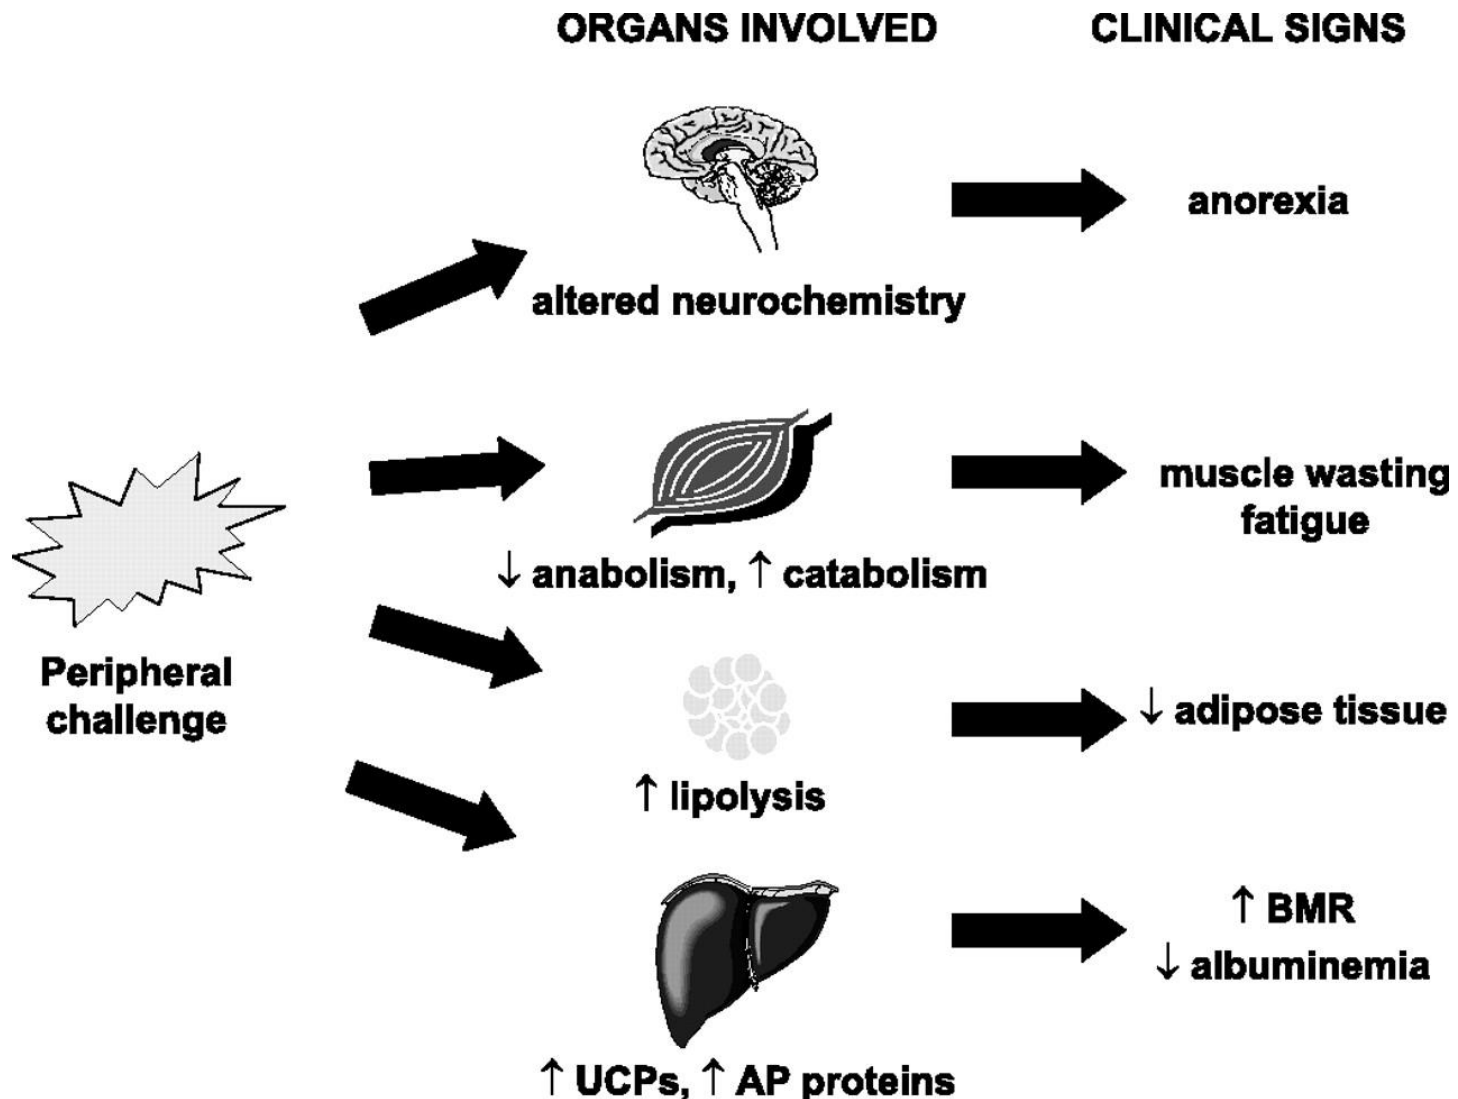 ORGANS INVOLVED
CLINICAL SIGNS
altered neurochemistry
anorexia
↓ anabolism, ↑ catabolism
muscle wasting
fatigue
Peripheral
challenge
↑ lipolysis
↓ adipose tissue
↑ UCPs, ↑ AP proteins
↑ BMR
↓ albuminemia